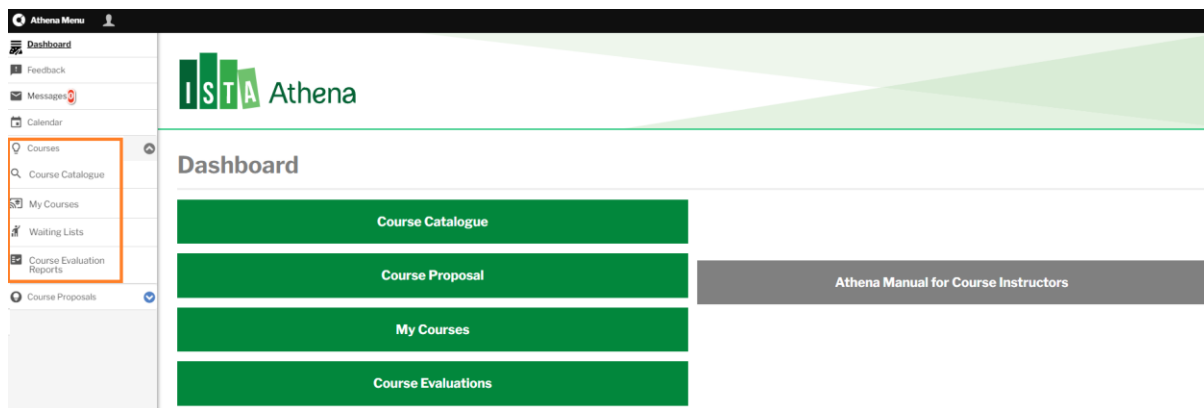 Athena Menu
Dashboard
Feedback
Messages
Calendar
Courses
Course Catalogue
My Courses
Waiting Lists
Course Evaluation
Reports
Course Proposals
ISTA Athena
Dashboard
Course Catalogue
Course Proposal
My Courses
Course Evaluations
Athena Manual for Course Instructors